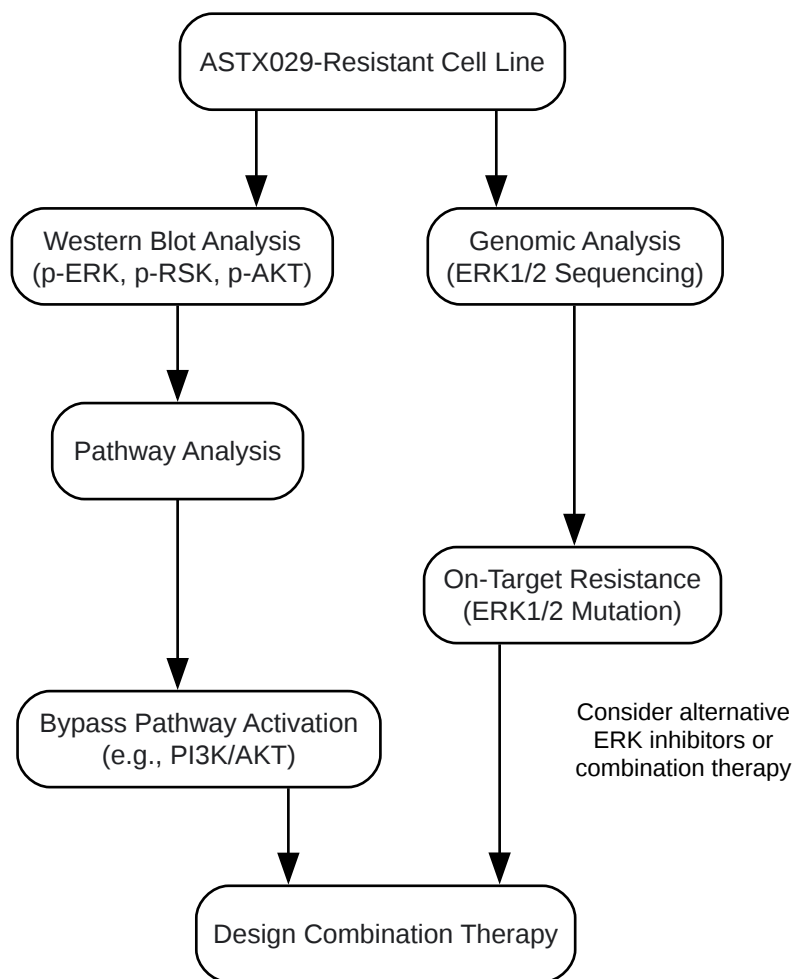 ASTX029-Resistant Cell Line
Western Blot Analysis
(p-ERK, p-RSK, p-AKT)
Genomic Analysis
(ERK1/2 Sequencing)
Pathway Analysis
On-Target Resistance
(ERK1/2 Mutation)
Bypass Pathway Activation
(e.g., PI3K/AKT)
Consider alternative
ERK inhibitors or
combination therapy
Design Combination Therapy